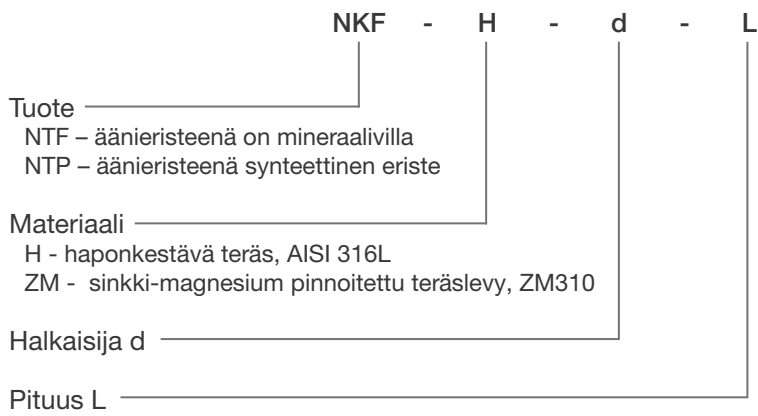 NKF - H - d - L
Tuote
NTF – äänieristeenä on mineraalivilla
NTP – äänieristeenä synteettinen eriste
Materiaali
H - haponkestävä teräs, AISI 316L
ZM - sinkki-magnesium pinnoitettu teräslevy, ZM310
Halkaisija d
Pituus L